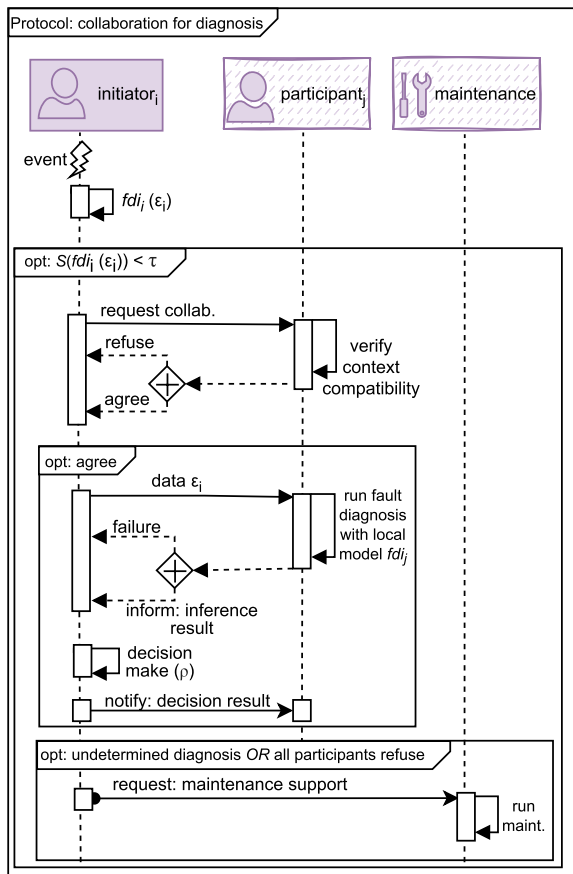 Protocol: collaboration for diagnosis
initiatorᵢ
participantⱼ
maintenance
event
fdiᵢ (εᵢ)
opt: S(fdiᵢ (εᵢ)) < τ
request collab.
refuse
verify
context
compatibility
agree
opt: agree
data εᵢ
run fault
diagnosis
with local
model fdiⱼ
failure
inform: inference
result
decision
make (ρ)
notify: decision result
opt: undetermined diagnosis OR all participants refuse
request: maintenance support
run
maint.